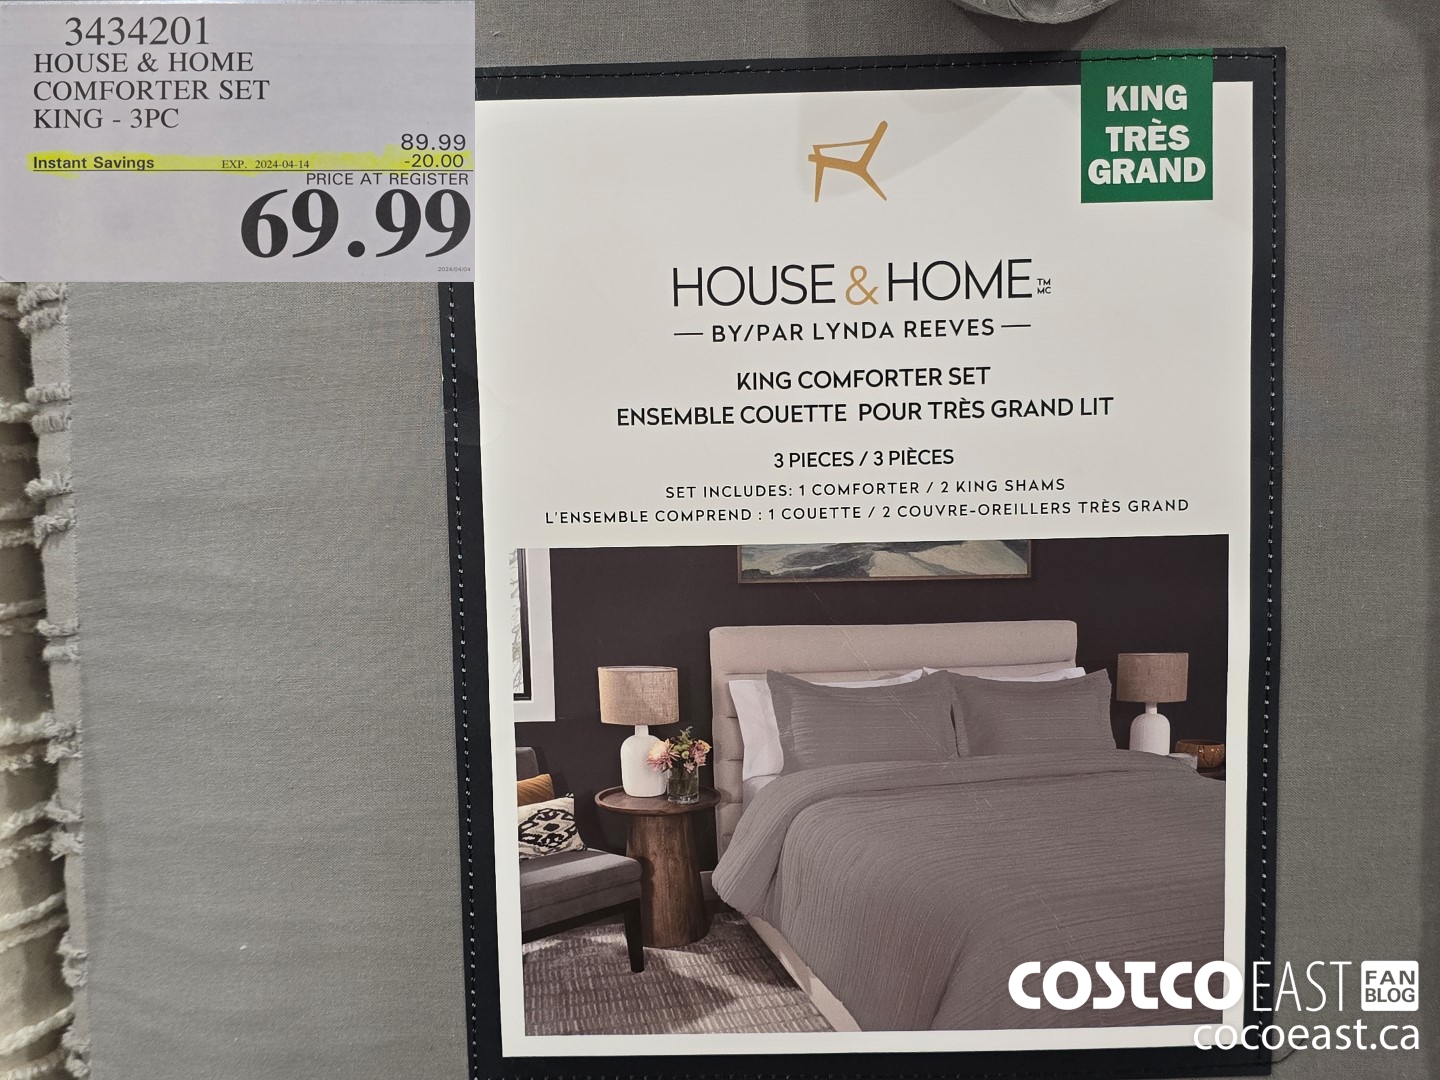 3434201
HOUSE & HOME
COMFORTER SET
KING - 3PC
89.99
Instant Savings EXP. 2024-04-14 -20.00
PRICE AT REGISTER
69.99
2024/04/04
KING
TRÈS
GRAND
HOUSE & HOME TM MC
— BY/PAR LYNDA REEVES —
KING COMFORTER SET
ENSEMBLE COUETTE POUR TRÈS GRAND LIT
3 PIECES / 3 PIÈCES
SET INCLUDES: 1 COMFORTER / 2 KING SHAMS
L'ENSEMBLE COMPREND : 1 COUETTE / 2 COUVRE-OREILLERS TRÈS GRAND
COSTCO EAST FAN BLOG
cocoeast.ca